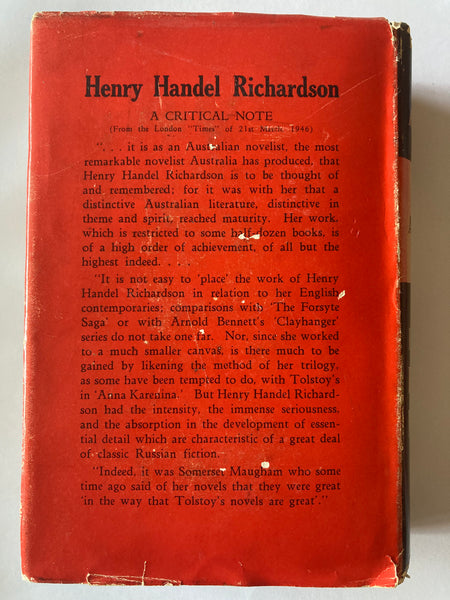 Henry Handel Richardson
A CRITICAL NOTE
(From the London "Times" of 21st March 1946)
". . . it is as an Australian novelist, the most
remarkable novelist Australia has produced, that
Henry Handel Richardson is to be thought of
and remembered; for it was with her that a
distinctive Australian literature, distinctive in
theme and spirit, reached maturity. Her work,
which is restricted to some half-dozen books, is
of a high order of achievement, of all but the
highest indeed. . . .
"It is not easy to 'place' the work of Henry
Handel Richardson in relation to her English
contemporaries; comparisons with 'The Forsyte
Saga' or with Arnold Bennett's 'Clayhanger'
series do not take one far. Nor, since she worked
to a much smaller canvas, is there much to be
gained by likening the method of her trilogy,
as some have been tempted to do, with Tolstoy's
in 'Anna Karenina.' But Henry Handel Richard-
son had the intensity, the immense seriousness,
and the absorption in the development of essen-
tial detail which are characteristic of a great deal
of classic Russian fiction.
"Indeed, it was Somerset Maugham who some
time ago said of her novels that they were great
'in the way that Tolstoy's novels are great'."